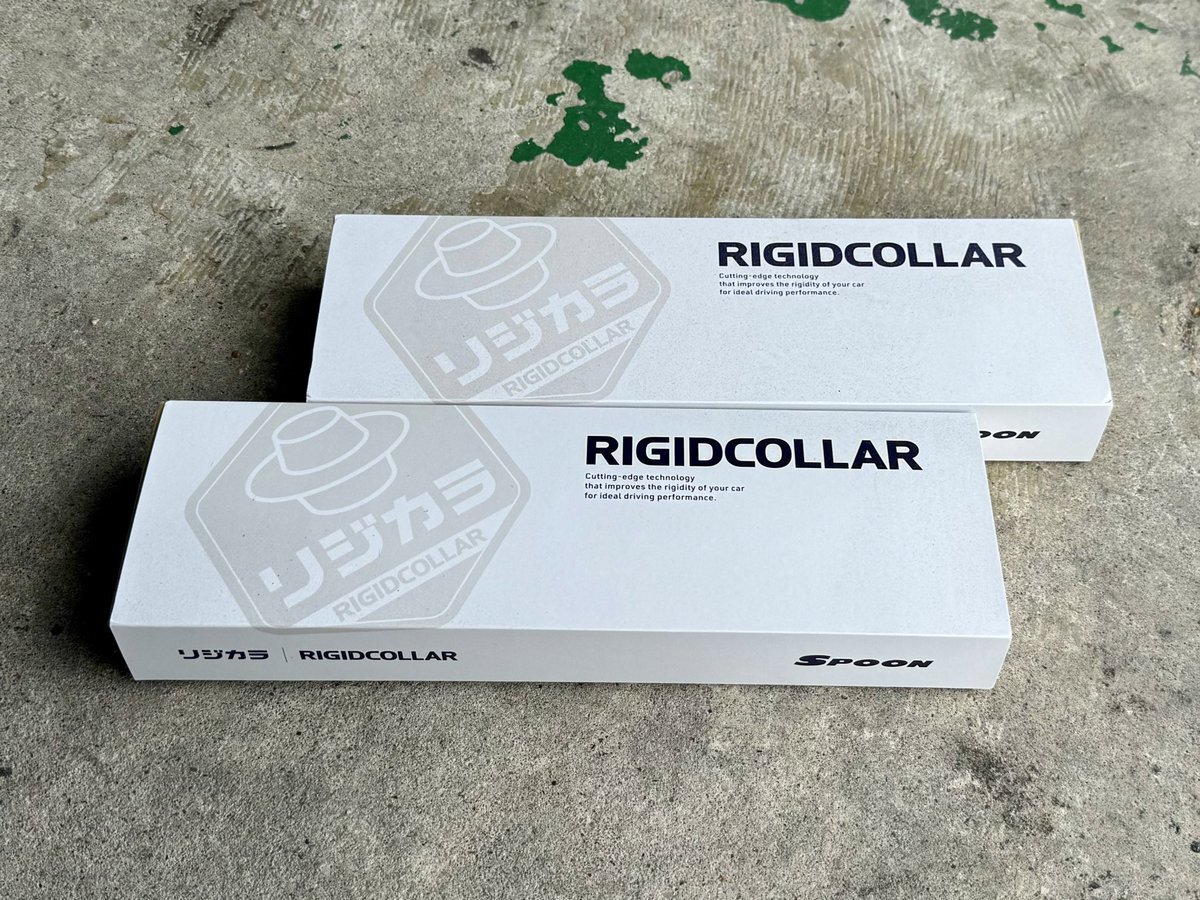 リジカラ
RIGIDCOLLAR
RIGIDCOLLAR
Cutting-edge technology
that improves the rigidity of your car
for ideal driving performance.
OON
リジカラ
RIGIDCOLLAR
RIGIDCOLLAR
Cutting-edge technology
that improves the rigidity of your car
for ideal driving performance.
リジカラ | RIGIDCOLLAR
SPOON